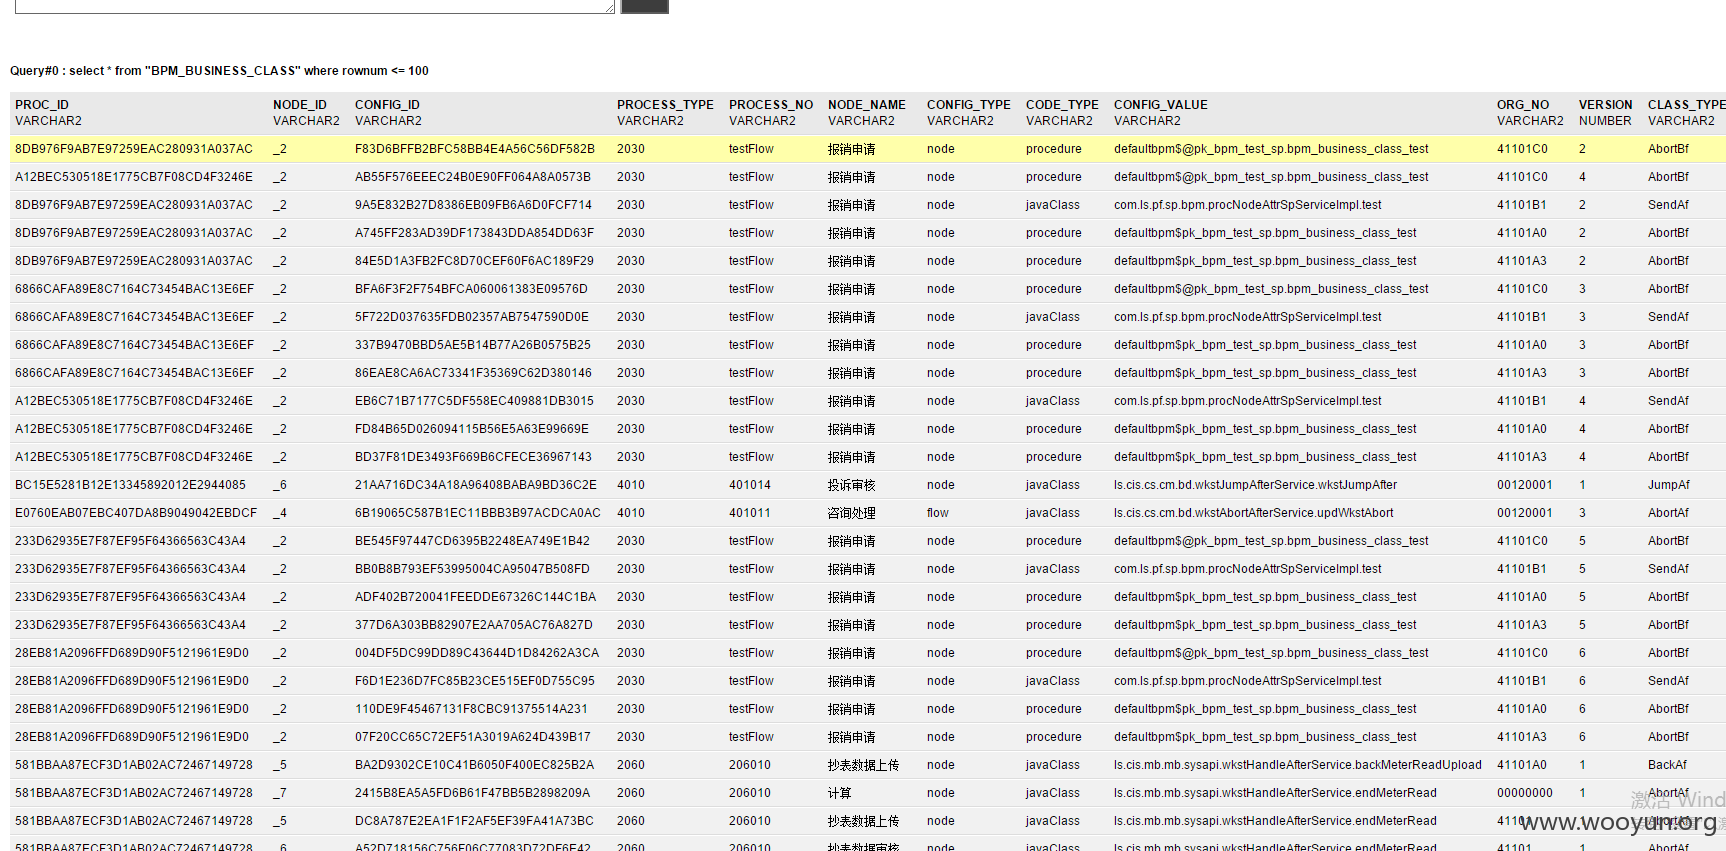 Query#0 : select * from "BPM_BUSINESS_CLASS" where rownum <= 100
PROC_ID NODE_ID CONFIG_ID PROCESS_TYPE PROCESS_NO NODE_NAME CONFIG_TYPE CODE_TYPE CONFIG_VALUE ORG_NO VERSION CLASS_TYPE
VARCHAR2 VARCHAR2 VARCHAR2 VARCHAR2 VARCHAR2 VARCHAR2 VARCHAR2 VARCHAR2 VARCHAR2 VARCHAR2 NUMBER VARCHAR2
8DB976F9AB7E97259EAC280931A037AC _2 F83D6BFFB2BFC58BB4E4A56C56DF582B 2030 testFlow 报销申请 node procedure defaultbpm$@pk_bpm_test_sp.bpm_business_class_test 41101C0 2 AbortBf
A12BEC530518E1775CB7F08CD4F3246E _2 AB55F576EEEC24B0E90FF064A8A0573B 2030 testFlow 报销申请 node procedure defaultbpm$@pk_bpm_test_sp.bpm_business_class_test 41101C0 4 AbortBf
8DB976F9AB7E97259EAC280931A037AC _2 9A5E832B27D8386EB09FB6A6D0FCF714 2030 testFlow 报销申请 node javaClass com.ls.pf.sp.bpm.procNodeAttrSpServiceImpl.test 41101B1 2 SendAf
8DB976F9AB7E97259EAC280931A037AC _2 A745FF283AD39DF173843DDA854DD63F 2030 testFlow 报销申请 node procedure defaultbpm$pk_bpm_test_sp.bpm_business_class_test 41101A0 2 AbortBf
8DB976F9AB7E97259EAC280931A037AC _2 84E5D1A3FB2FC8D70CEF60F6AC189F29 2030 testFlow 报销申请 node procedure defaultbpm$pk_bpm_test_sp.bpm_business_class_test 41101A3 2 AbortBf
6866CAFA89E8C7164C73454BAC13E6EF _2 BFA6F3F2F754BFCA060061383E09576D 2030 testFlow 报销申请 node procedure defaultbpm$@pk_bpm_test_sp.bpm_business_class_test 41101C0 3 AbortBf
6866CAFA89E8C7164C73454BAC13E6EF _2 5F722D037635FDB02357AB7547590D0E 2030 testFlow 报销申请 node javaClass com.ls.pf.sp.bpm.procNodeAttrSpServiceImpl.test 41101B1 3 SendAf
6866CAFA89E8C7164C73454BAC13E6EF _2 337B9470BBD5AE5B14B77A26B0575B25 2030 testFlow 报销申请 node procedure defaultbpm$pk_bpm_test_sp.bpm_business_class_test 41101A0 3 AbortBf
6866CAFA89E8C7164C73454BAC13E6EF _2 86EAE8CA6AC73341F35369C62D380146 2030 testFlow 报销申请 node procedure defaultbpm$pk_bpm_test_sp.bpm_business_class_test 41101A3 3 AbortBf
A12BEC530518E1775CB7F08CD4F3246E _2 EB6C71B7177C5DF558EC409881DB3015 2030 testFlow 报销申请 node javaClass com.ls.pf.sp.bpm.procNodeAttrSpServiceImpl.test 41101B1 4 SendAf
A12BEC530518E1775CB7F08CD4F3246E _2 FD84B65D026094115B56E5A63E99669E 2030 testFlow 报销申请 node procedure defaultbpm$pk_bpm_test_sp.bpm_business_class_test 41101A0 4 AbortBf
A12BEC530518E1775CB7F08CD4F3246E _2 BD37F81DE3493F669B6CFECE36967143 2030 testFlow 报销申请 node procedure defaultbpm$pk_bpm_test_sp.bpm_business_class_test 41101A3 4 AbortBf
BC15E5281B12E13345892012E2944085 _6 21AA716DC34A18A96408BABA9BD36C2E 4010 401014 投诉审核 node javaClass ls.cis.cs.cm.bd.wkstJumpAfterService.wkstJumpAfter 00120001 1 JumpAf
E0760EAB07EBC407DA8B9049042EBDCF _4 6B19065C587B1EC11BBB3B97ACDCA0AC 4010 401011 咨询处理 flow javaClass ls.cis.cs.cm.bd.wkstAbortAfterService.updWkstAbort 00120001 3 AbortAf
233D62935E7F87EF95F64366563C43A4 _2 BE545F97447CD6395B2248EA749E1B42 2030 testFlow 报销申请 node procedure defaultbpm$@pk_bpm_test_sp.bpm_business_class_test 41101C0 5 AbortBf
233D62935E7F87EF95F64366563C43A4 _2 BB0B8B793EF53995004CA95047B508FD 2030 testFlow 报销申请 node javaClass com.ls.pf.sp.bpm.procNodeAttrSpServiceImpl.test 41101B1 5 SendAf
233D62935E7F87EF95F64366563C43A4 _2 ADF402B720041FEEDDE67326C144C1BA 2030 testFlow 报销申请 node procedure defaultbpm$pk_bpm_test_sp.bpm_business_class_test 41101A0 5 AbortBf
233D62935E7F87EF95F64366563C43A4 _2 377D6A303BB82907E2AA705AC76A827D 2030 testFlow 报销申请 node procedure defaultbpm$pk_bpm_test_sp.bpm_business_class_test 41101A3 5 AbortBf
28EB81A2096FFD689D90F5121961E9D0 _2 004DF5DC99DD89C43644D1D84262A3CA 2030 testFlow 报销申请 node procedure defaultbpm$@pk_bpm_test_sp.bpm_business_class_test 41101C0 6 AbortBf
28EB81A2096FFD689D90F5121961E9D0 _2 F6D1E236D7FC85B23CE515EF0D755C95 2030 testFlow 报销申请 node javaClass com.ls.pf.sp.bpm.procNodeAttrSpServiceImpl.test 41101B1 6 SendAf
28EB81A2096FFD689D90F5121961E9D0 _2 110DE9F45467131F8CBC91375514A231 2030 testFlow 报销申请 node procedure defaultbpm$pk_bpm_test_sp.bpm_business_class_test 41101A0 6 AbortBf
28EB81A2096FFD689D90F5121961E9D0 _2 07F20CC65C72EF51A3019A624D439B17 2030 testFlow 报销申请 node procedure defaultbpm$pk_bpm_test_sp.bpm_business_class_test 41101A3 6 AbortBf
581BBAA87ECF3D1AB02AC72467149728 _5 BA2D9302CE10C41B6050F400EC825B2A 2060 206010 抄表数据上传 node javaClass ls.cis.mb.mb.sysapi.wkstHandleAfterService.backMeterReadUpload 41101A0 1 BackAf
581BBAA87ECF3D1AB02AC72467149728 _7 2415B8EA5A5FD6B61F47BB5B2898209A 2060 206010 计算 node javaClass ls.cis.mb.mb.sysapi.wkstHandleAfterService.endMeterRead 00000000 1 AbortAf
激活 Wind
581BBAA87ECF3D1AB02AC72467149728 _5 DC8A787E2EA1F1F2AF5EF39FA41A73BC 2060 206010 抄表数据上传 node javaClass ls.cis.mb.mb.sysapi.wkstHandleAfterService.endMeterRead 41101 1 AbortAf
www.wooyun.org
581BBAA87ECF3D1AB02AC72467149728 _6 A52D718156C756F06C77083D72DF6F42 2060 206010 抄表数据审核 node javaClass ls.cis.mb.mb.sysapi.wkstHandleAfterService.endMeterRead 41101 1 AbortAf